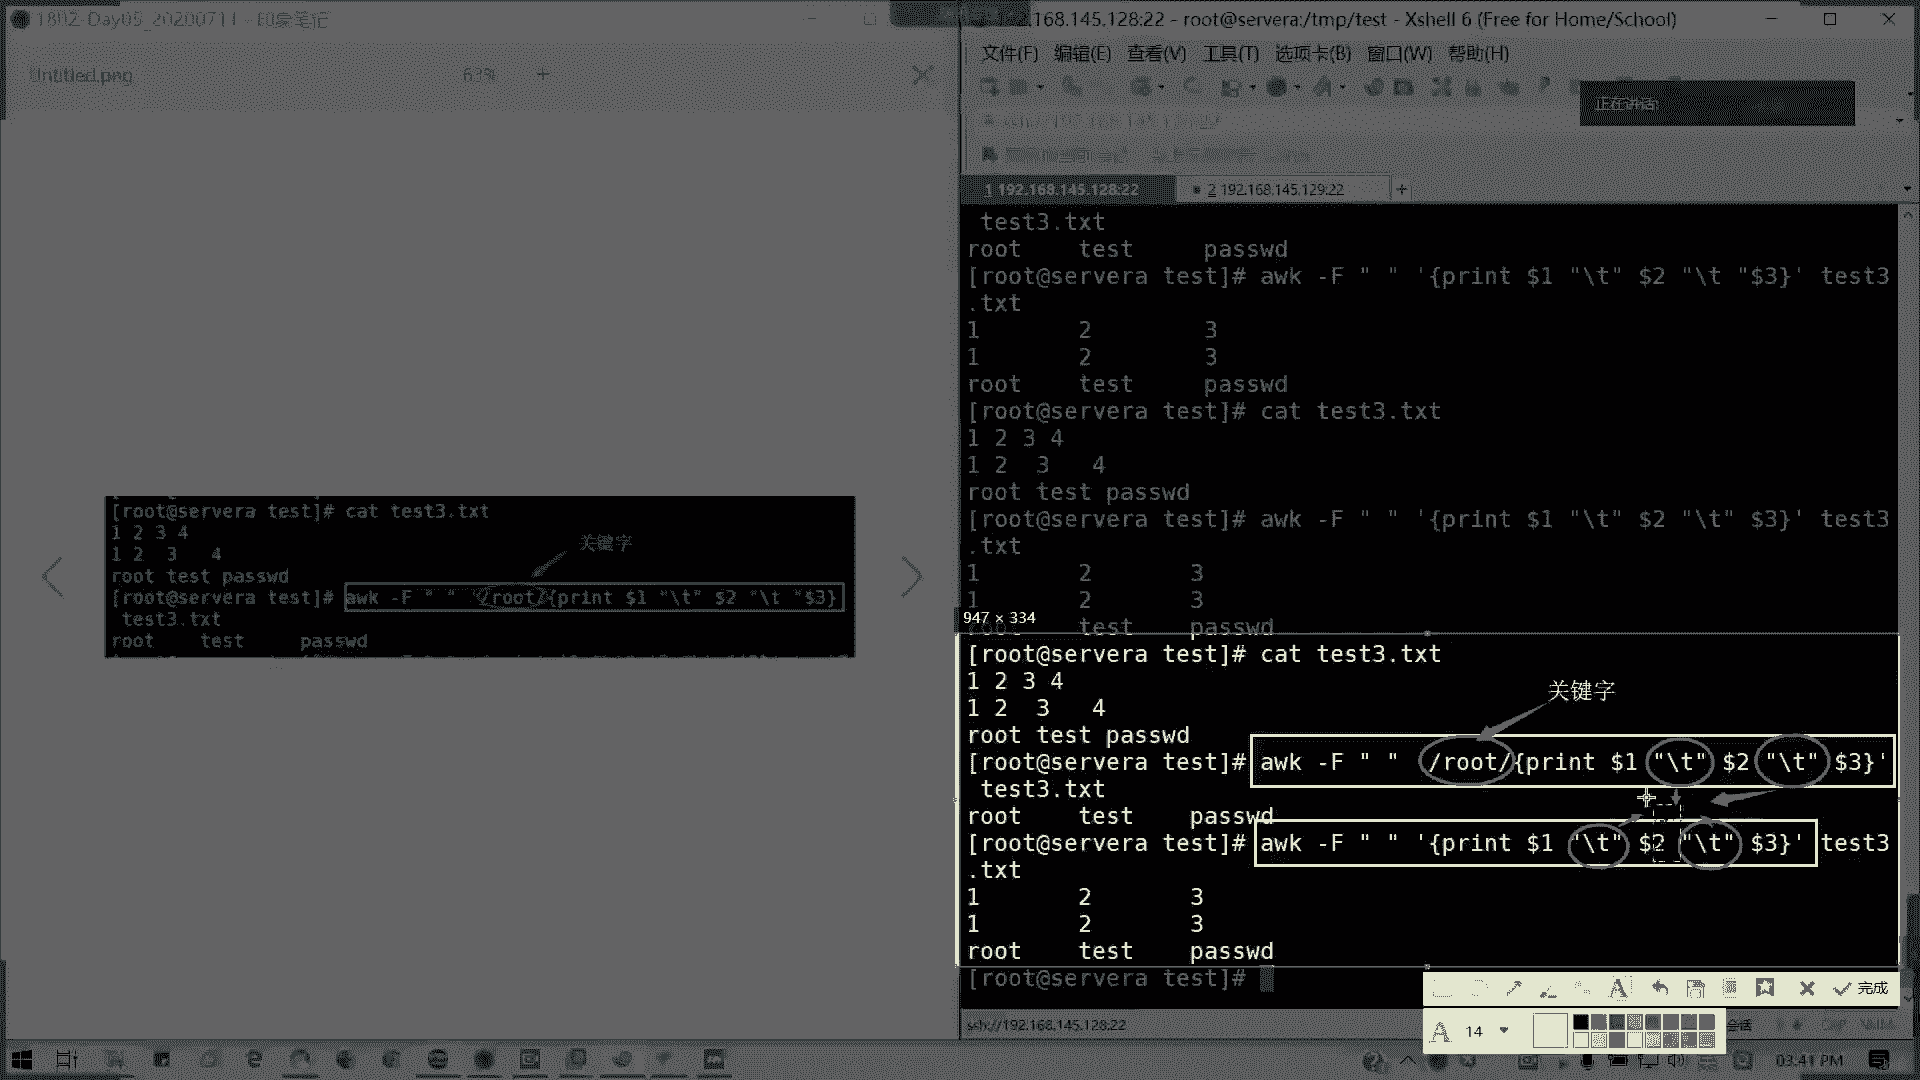 1802-Day05_20200711 - 印象笔记
Untitled.png
63%
[root@servera test]# cat test3.txt
1 2 3 4
1 2  3   4
root test passwd
关键字
[root@servera test]# awk -F " " '/root/{print $1 "\t" $2 "\t "$3}
 test3.txt
root    test     passwd
192.168.145.128:22 - root@servera:/tmp/test - Xshell 6 (Free for Home/School)
文件(F) 编辑(E) 查看(V) 工具(T) 选项卡(B) 窗口(W) 帮助(H)
正在讲话:
1 192.168.145.128:22
2 192.168.145.129:22
 test3.txt
root    test     passwd
[root@servera test]# awk -F " " '{print $1 "\t" $2 "\t "$3}' test3
.txt
1       2        3
1       2        3
root    test     passwd
[root@servera test]# cat test3.txt
1 2 3 4
1 2  3   4
root test passwd
[root@servera test]# awk -F " " '{print $1 "\t" $2 "\t" $3}' test3
.txt
1       2       3
1       2       3
root    test    passwd
947 × 334
[root@servera test]# cat test3.txt
1 2 3 4
1 2  3   4
关键字
root test passwd
[root@servera test]# awk -F " "  /root/{print $1 "\t" $2 "\t" $3}'
 test3.txt
root    test    passwd
[root@servera test]# awk -F " " '{print $1 "\t" $2 "\t" $3}' test3
.txt
1       2       3
1       2       3
root    test    passwd
[root@servera test]#
完成
ssh://192.168.145.128:22
A 14
会话
03:41 PM